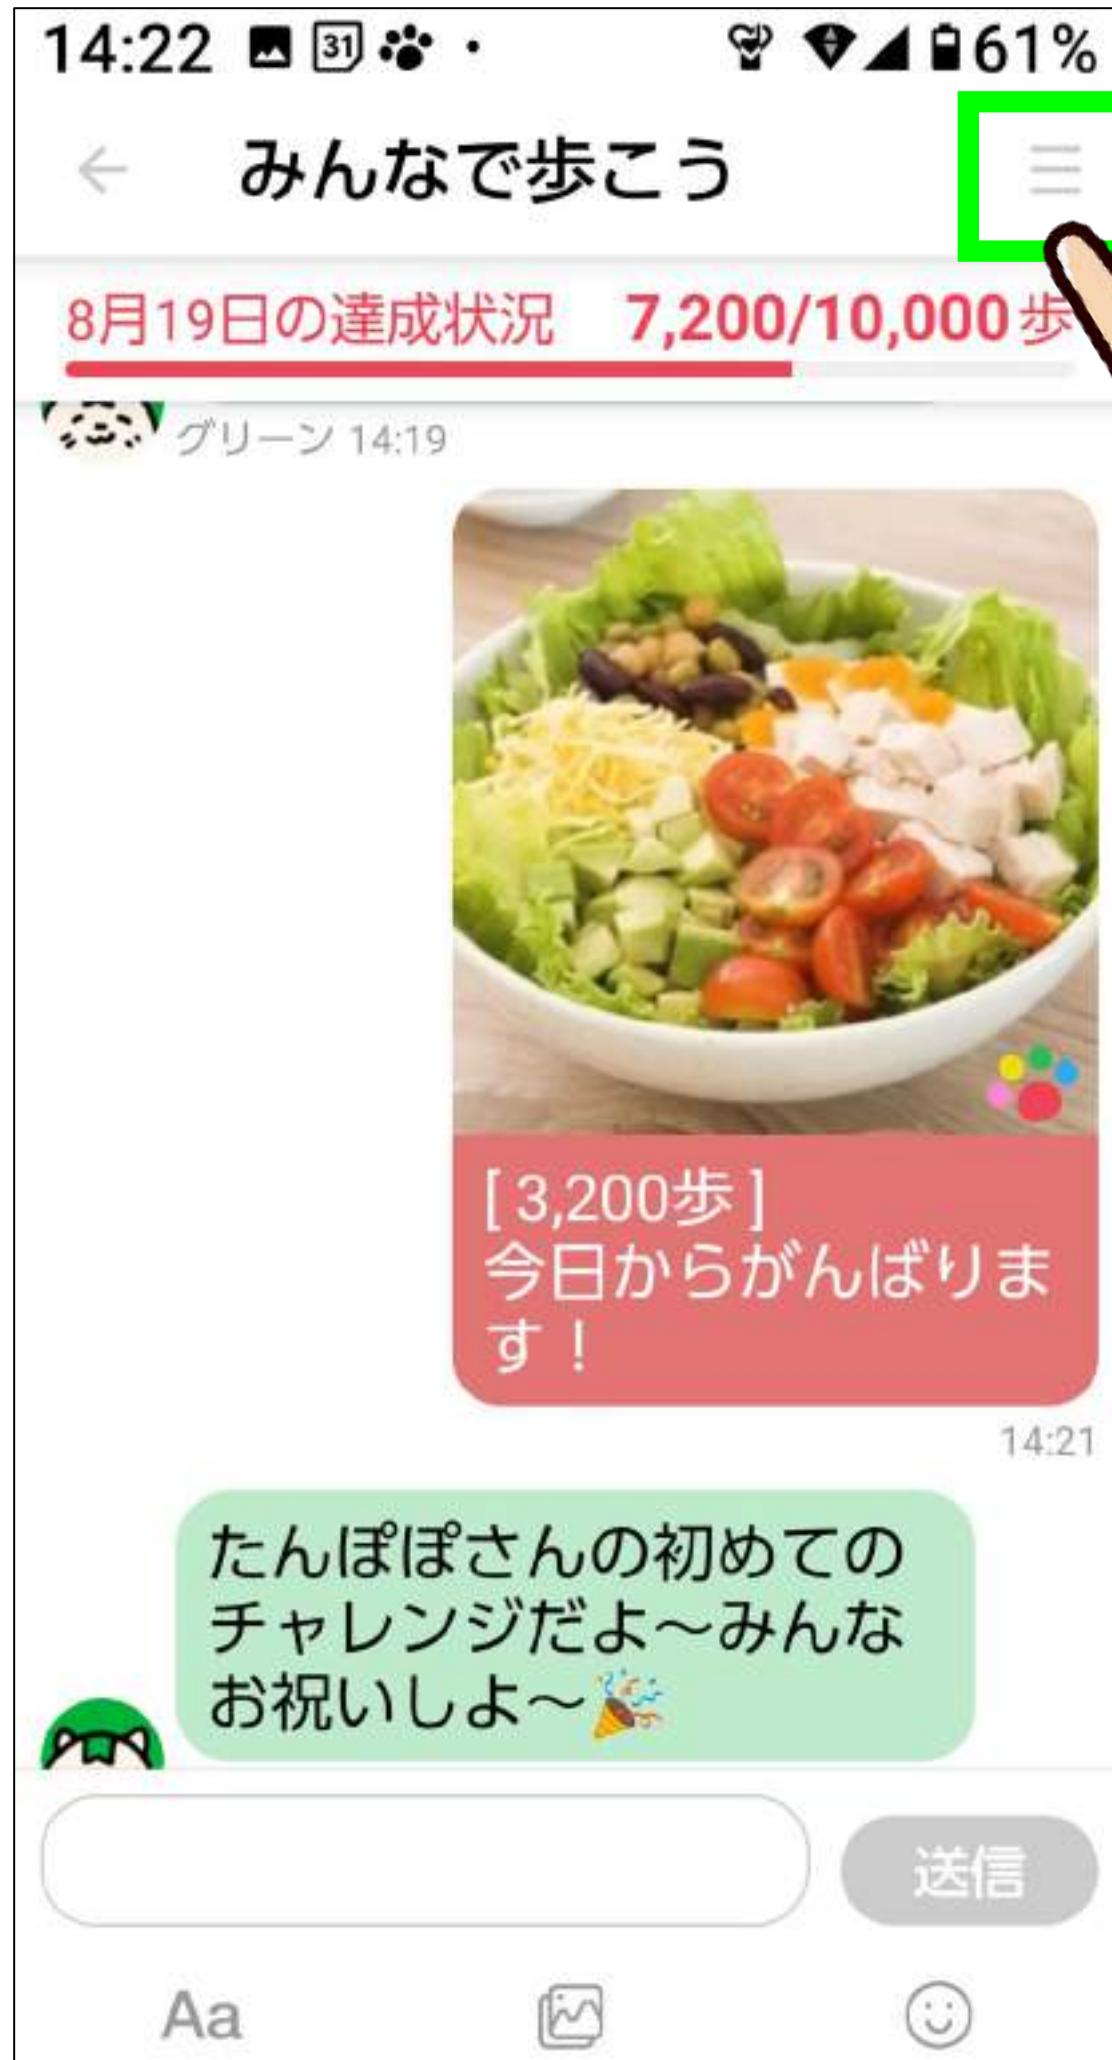 14:22 31 61%
みんなで歩こう
8月19日の達成状況 7,200/10,000歩
グリーン 14:19
[ 3,200歩 ]
今日からがんばりま
す！
14:21
たんぽぽさんの初めての
チャレンジだよ〜みんな
お祝いしよ〜🎉
送信
Aa